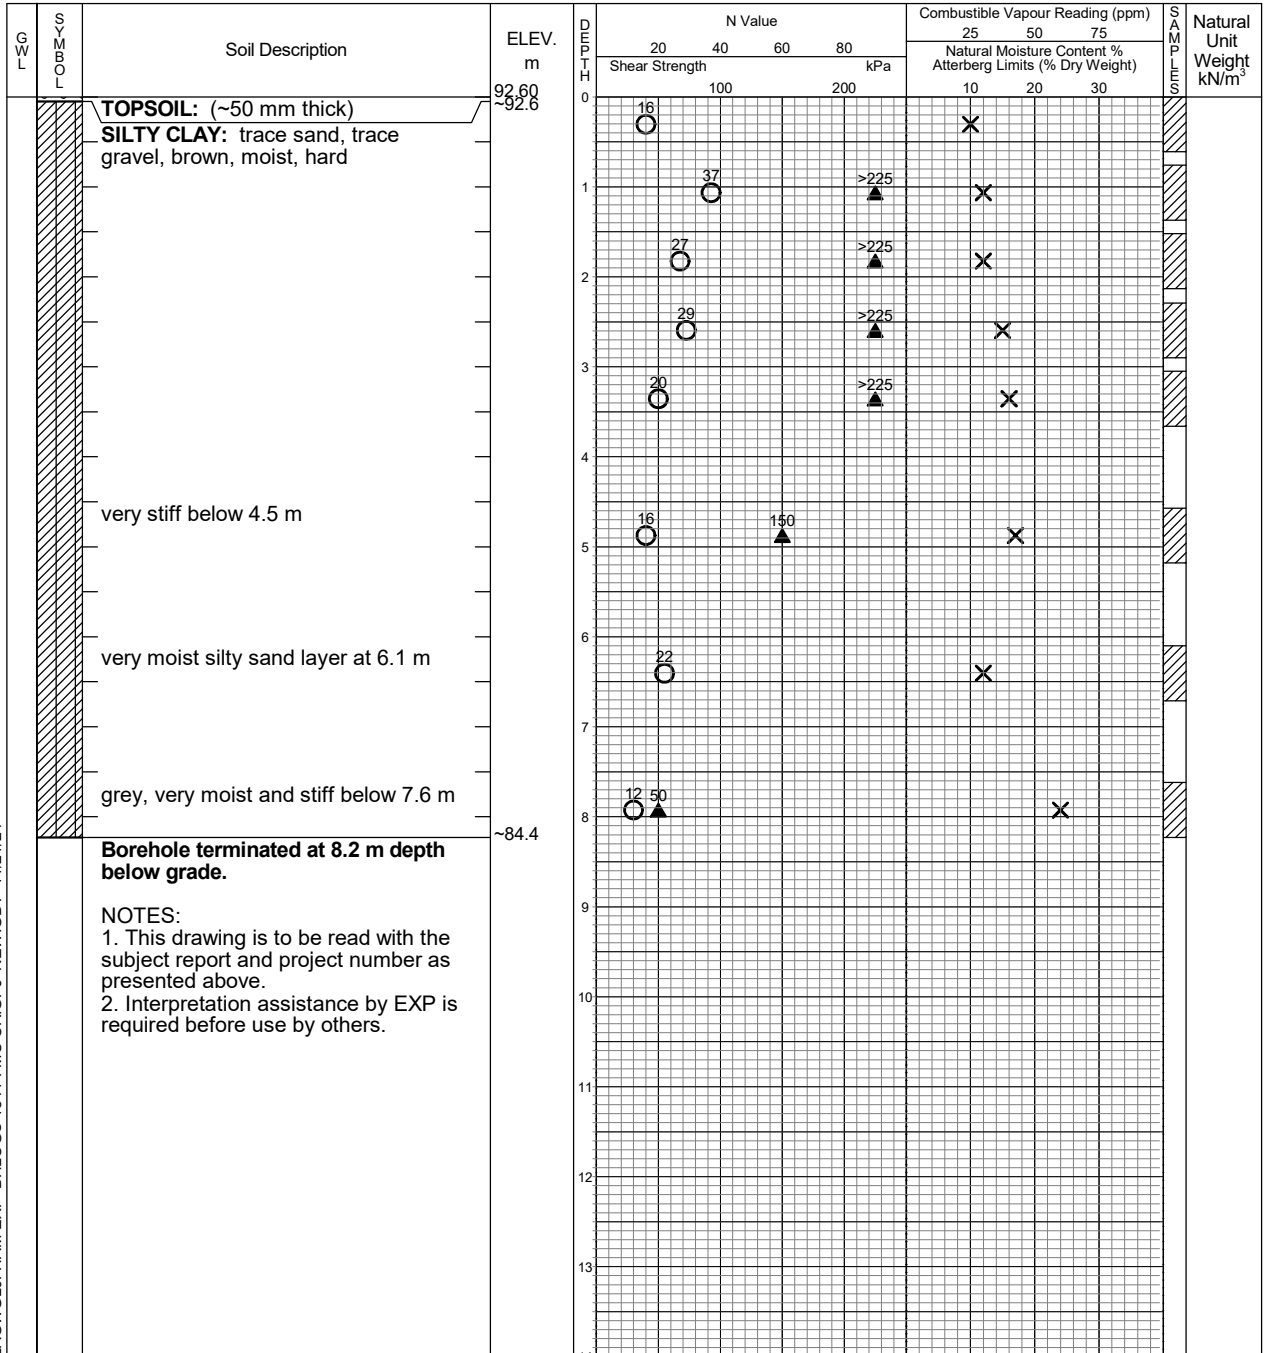 GWL
SYMBOL
Soil Description
ELEV.
m
DEPTH
N Value
20 40 60 80
Shear Strength kPa
100 200
Combustible Vapour Reading (ppm)
25 50 75
Natural Moisture Content %
Atterberg Limits (% Dry Weight)
10 20 30
SAMPLES
Natural
Unit
Weight
kN/m³
92.60
~92.6
0
TOPSOIL: (~50 mm thick)
16
SILTY CLAY: trace sand, trace
gravel, brown, moist, hard
37
>225
1
27
>225
2
29
>225
3
20
>225
4
very stiff below 4.5 m
16
150
5
6
very moist silty sand layer at 6.1 m
22
7
grey, very moist and stiff below 7.6 m
12
50
8
~84.4
Borehole terminated at 8.2 m depth
below grade.
9
NOTES:
1. This drawing is to be read with the
subject report and project number as
presented above.
2. Interpretation assistance by EXP is
required before use by others.
10
11
12
13